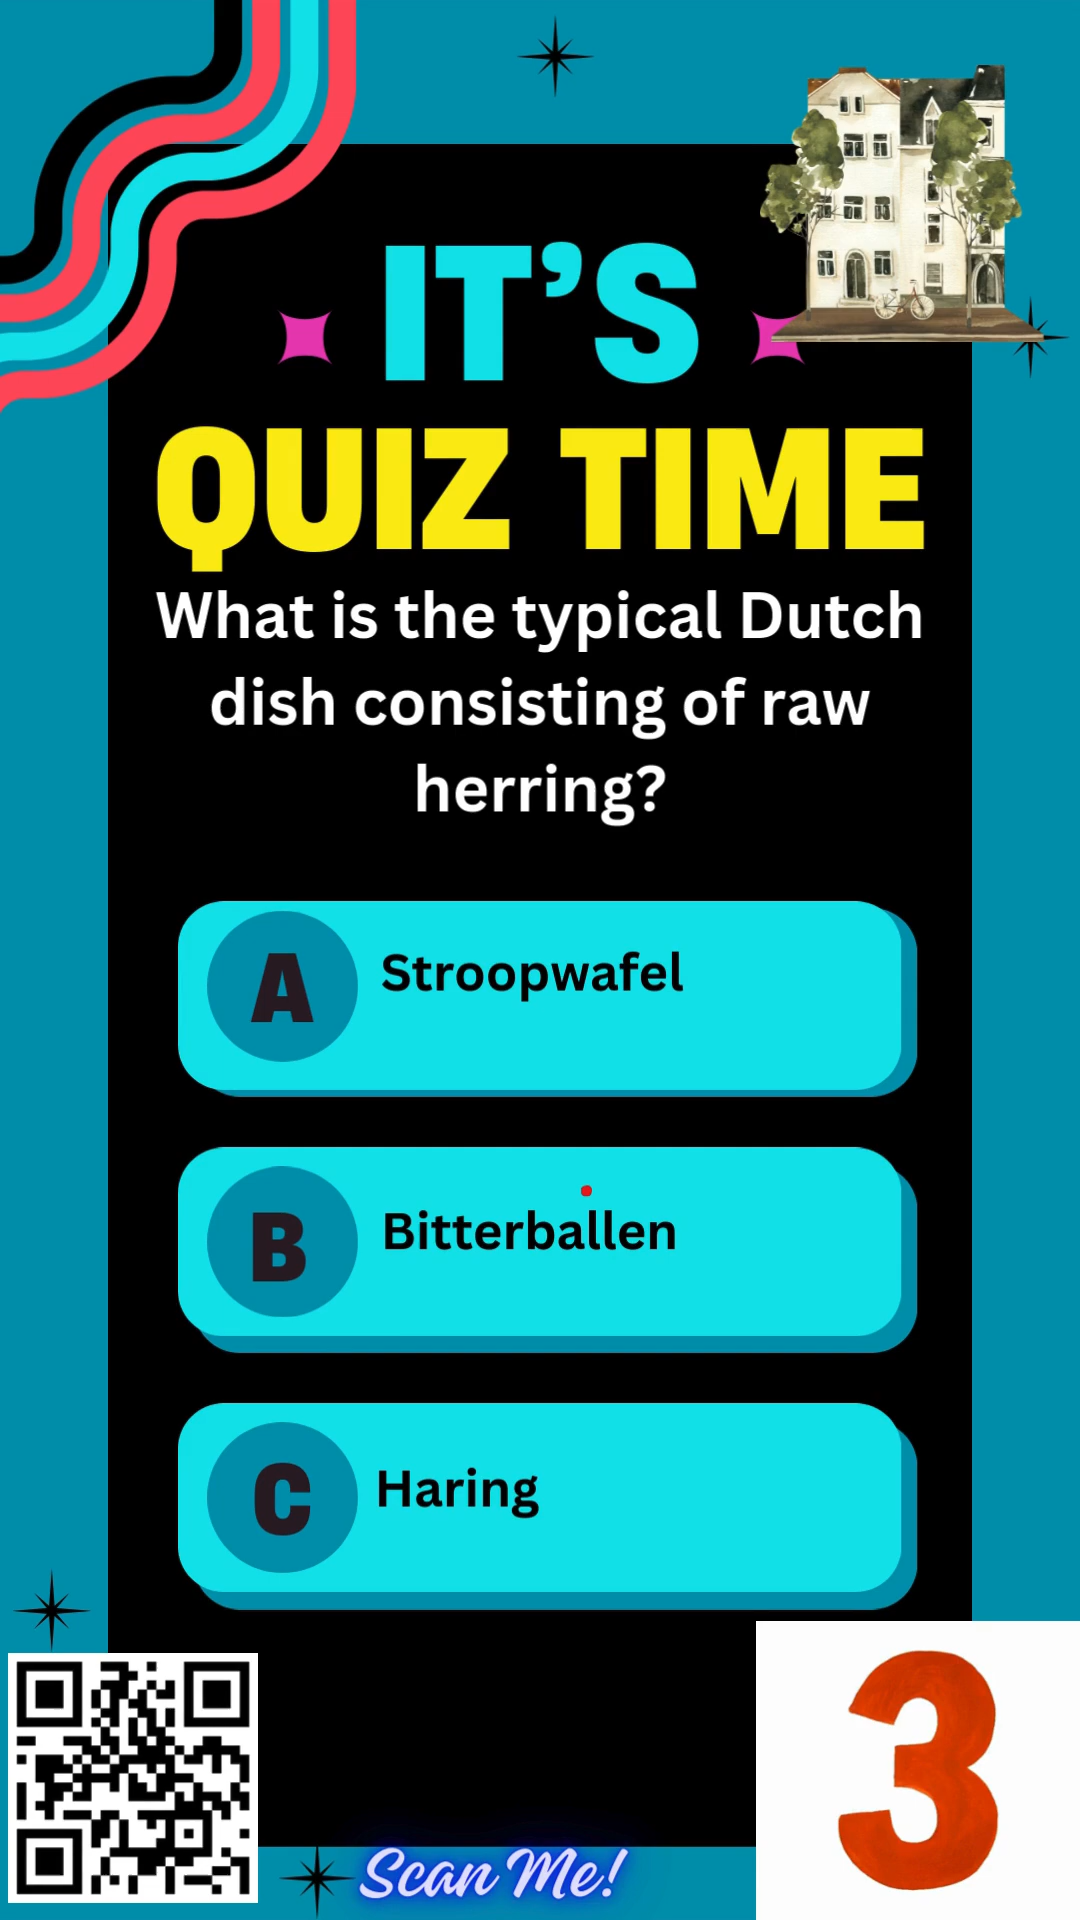 IT’S
QUIZ TIME
What is the typical Dutch
dish consisting of raw
herring?
A
Stroopwafel
B
Bitterballen
C
Haring
Scan Me!
3